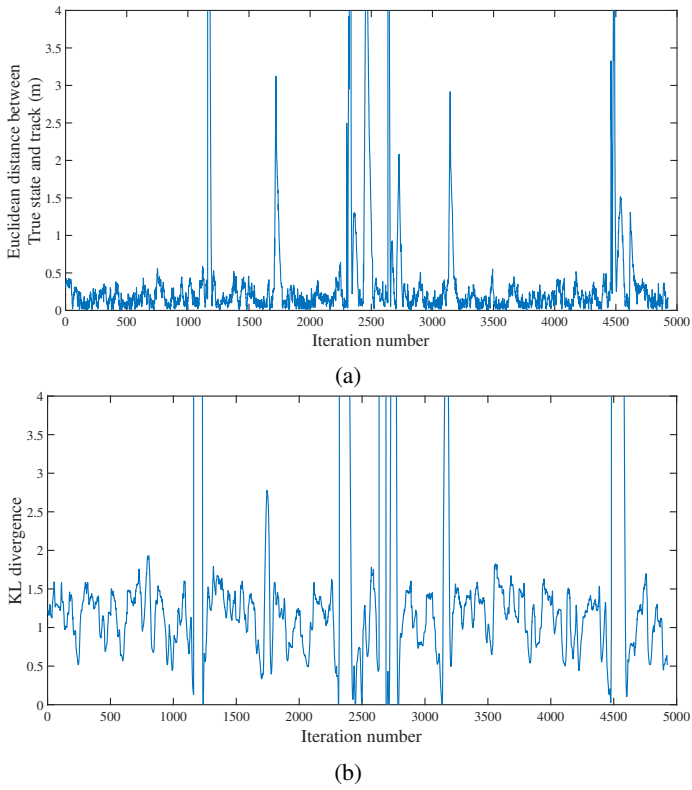 4
3.5
3
2.5
2
1.5
1
0.5
0
Euclidean distance between
True state and track (m)
0 500 1000 1500 2000 2500 3000 3500 4000 4500 5000
Iteration number
(a)
4
3.5
3
2.5
2
1.5
1
0.5
0
KL divergence
0 500 1000 1500 2000 2500 3000 3500 4000 4500 5000
Iteration number
(b)